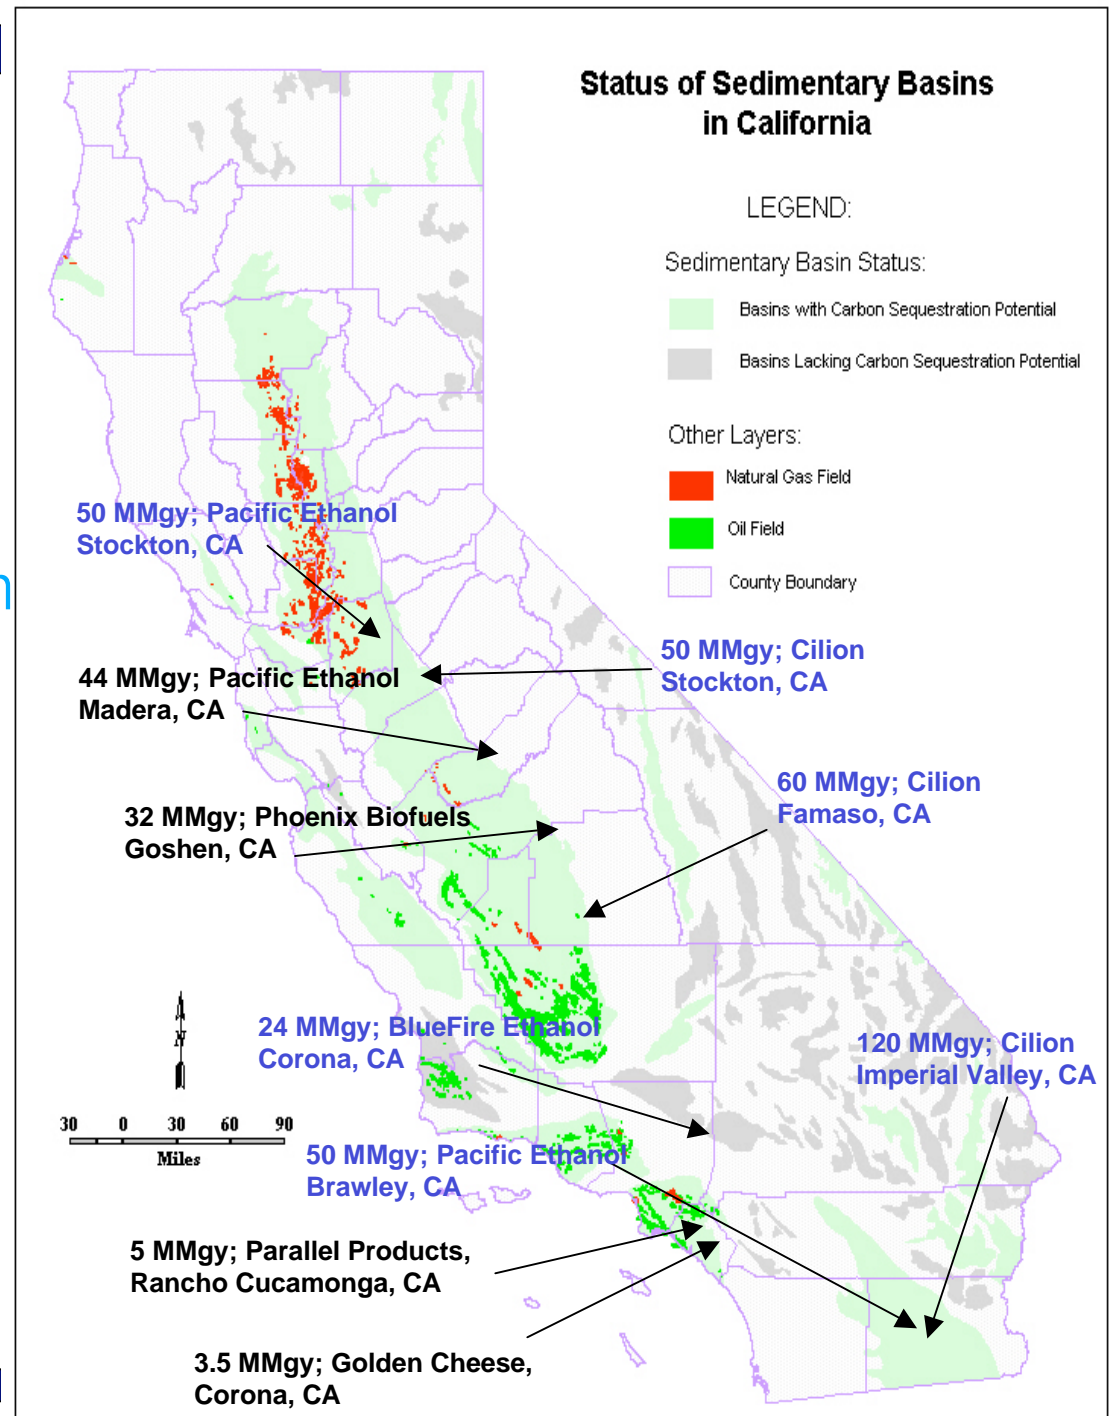 Status of Sedimentary Basins
in California
LEGEND:
Sedimentary Basin Status:
Basins with Carbon Sequestration Potential
Basins Lacking Carbon Sequestration Potential
Other Layers:
Natural Gas Field
Oil Field
County Boundary
50 MMgy; Pacific Ethanol
Stockton, CA
n
50 MMgy; Cilion
Stockton, CA
44 MMgy; Pacific Ethanol
Madera, CA
60 MMgy; Cilion
Famaso, CA
32 MMgy; Phoenix Biofuels
Goshen, CA
24 MMgy; BlueFire Ethanol
Corona, CA
120 MMgy; Cilion
Imperial Valley, CA
N
30 0 30 60 90
Miles
50 MMgy; Pacific Ethanol
Brawley, CA
5 MMgy; Parallel Products,
Rancho Cucamonga, CA
3.5 MMgy; Golden Cheese,
Corona, CA